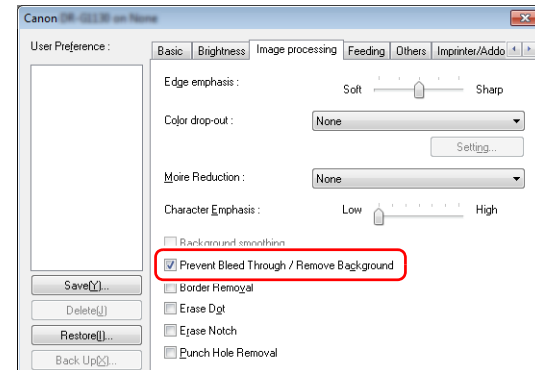 Canon DR-G1130 on None
User Preference :
Basic Brightness Image processing Feeding Others Imprinter/Addo
Edge emphasis :
Soft Sharp
Color drop-out :
None
Setting...
Moire Reduction :
None
Character Emphasis :
Low High
Background smoothing
Prevent Bleed Through / Remove Background
Border Removal
Erase Dot
Erase Notch
Punch Hole Removal
Save(Y)...
Delete(J)
Restore(I)...
Back Up(X)...